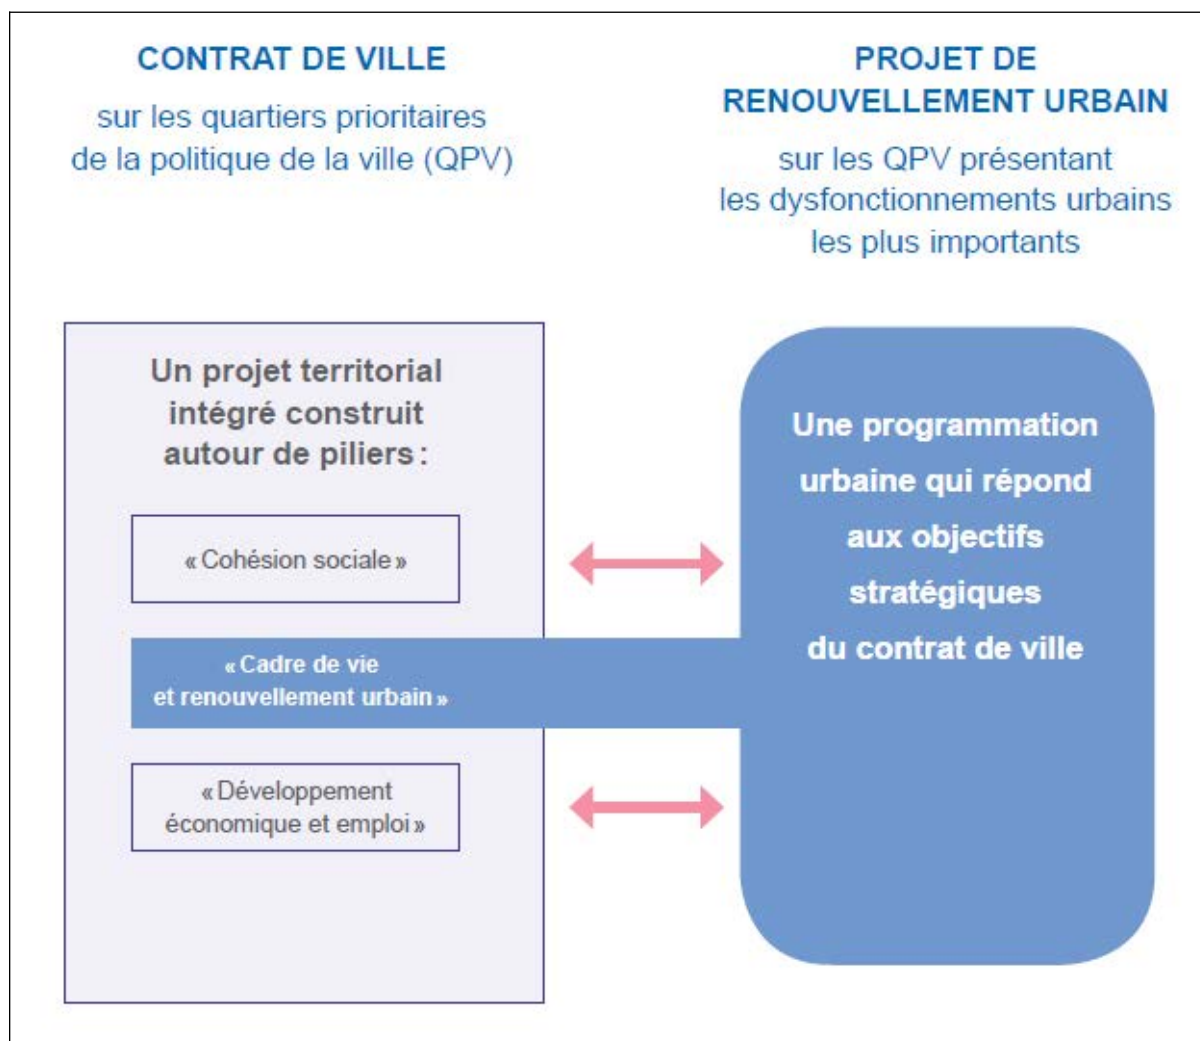 CONTRAT DE VILLE
sur les quartiers prioritaires
de la politique de la ville (QPV)
PROJET DE
RENOUVELLEMENT URBAIN
sur les QPV présentant
les dysfonctionnements urbains
les plus importants
Un projet territorial
intégré construit
autour de piliers :
« Cohésion sociale »
« Cadre de vie
et renouvellement urbain »
« Développement
économique et emploi »
Une programmation
urbaine qui répond
aux objectifs
stratégiques
du contrat de ville